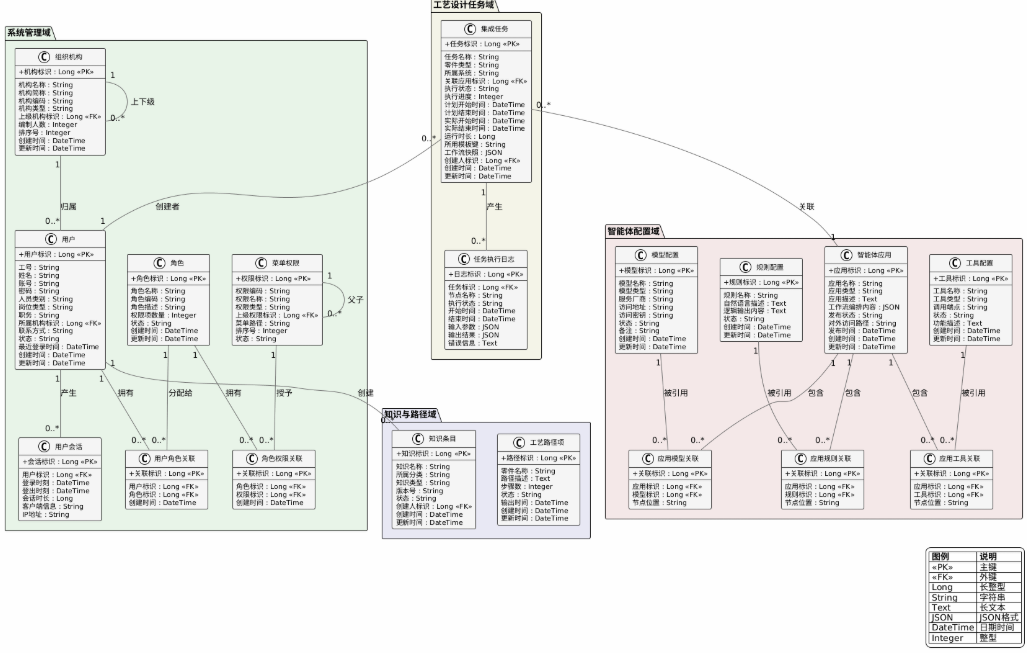 系统管理域
C 组织机构
+机构标识 : Long «PK»
机构名称 : String
机构简称 : String
机构编码 : String
机构类型 : String
上级机构标识 : Long «FK»
编制人数 : Integer
排序号 : Integer
创建时间 : DateTime
更新时间 : DateTime
1
上下级
0..*
1
归属
0..*
C 用户
+用户标识 : Long «PK»
工号 : String
姓名 : String
账号 : String
密码 : String
人员类别 : String
岗位类型 : String
职务 : String
所属机构标识 : Long «FK»
联系方式 : String
状态 : String
最近登录时间 : DateTime
创建时间 : DateTime
更新时间 : DateTime
C 角色
+角色标识 : Long «PK»
角色名称 : String
角色编码 : String
角色描述 : String
权限项数量 : Integer
状态 : String
创建时间 : DateTime
更新时间 : DateTime
C 菜单权限
+权限标识 : Long «PK»
权限编码 : String
权限名称 : String
权限类型 : String
上级权限标识 : Long «FK»
菜单路径 : String
排序号 : Integer
状态 : String
1
父子
0..*
1
产生
0..*
1
拥有
0..*
1
分配给
0..*
1
拥有
0..*
1
授予
0..*
C 用户会话
+会话标识 : Long «PK»
用户标识 : Long «FK»
登录时刻 : DateTime
登出时刻 : DateTime
会话时长 : Long
客户端信息 : String
IP地址 : String
C 用户角色关联
+关联标识 : Long «PK»
用户标识 : Long «FK»
角色标识 : Long «FK»
创建时间 : DateTime
C 角色权限关联
+关联标识 : Long «PK»
角色标识 : Long «FK»
权限标识 : Long «FK»
创建时间 : DateTime
工艺设计任务域
C 集成任务
+任务标识 : Long «PK»
任务名称 : String
零件类型 : String
所属系统 : String
关联应用标识 : Long «FK»
执行状态 : String
执行进度 : Integer
计划开始时间 : DateTime
计划结束时间 : DateTime
实际开始时间 : DateTime
实际结束时间 : DateTime
运行时长 : Long
所用模板键 : String
工作流快照 : JSON
创建人标识 : Long «FK»
创建时间 : DateTime
更新时间 : DateTime
0..*
创建者
1
1
产生
0..*
C 任务执行日志
+日志标识 : Long «PK»
任务标识 : Long «FK»
节点名称 : String
执行状态 : String
开始时间 : DateTime
结束时间 : DateTime
输入参数 : JSON
输出结果 : JSON
错误信息 : Text
0..*
关联
1
1
创建
0..*
知识与路径域
C 知识条目
+知识标识 : Long «PK»
知识名称 : String
所属分类 : String
知识类型 : String
版本号 : String
状态 : String
创建人标识 : Long «FK»
创建时间 : DateTime
更新时间 : DateTime
C 工艺路径项
+路径标识 : Long «PK»
零件名称 : String
路径描述 : Text
步骤数 : Integer
状态 : String
输出时间 : DateTime
创建时间 : DateTime
更新时间 : DateTime
智能体配置域
C 模型配置
+模型标识 : Long «PK»
模型名称 : String
模型类型 : String
服务厂商 : String
访问地址 : String
访问密钥 : String
状态 : String
备注 : String
创建时间 : DateTime
更新时间 : DateTime
C 规则配置
+规则标识 : Long «PK»
规则名称 : String
自然语言描述 : Text
逻辑输出内容 : Text
状态 : String
创建时间 : DateTime
更新时间 : DateTime
C 智能体应用
+应用标识 : Long «PK»
应用名称 : String
应用类型 : String
应用描述 : Text
工作流编排内容 : JSON
发布状态 : String
对外访问路径 : String
发布时间 : DateTime
创建时间 : DateTime
更新时间 : DateTime
C 工具配置
+工具标识 : Long «PK»
工具名称 : String
工具类型 : String
调用端点 : String
状态 : String
功能描述 : Text
创建时间 : DateTime
更新时间 : DateTime
1
被引用
0..*
1
包含
0..*
1
被引用
0..*
1
包含
0..*
1
包含
0..*
1
被引用
0..*
C 应用模型关联
+关联标识 : Long «PK»
应用标识 : Long «FK»
模型标识 : Long «FK»
节点位置 : String
C 应用规则关联
+关联标识 : Long «PK»
应用标识 : Long «FK»
规则标识 : Long «FK»
节点位置 : String
C 应用工具关联
+关联标识 : Long «PK»
应用标识 : Long «FK»
工具标识 : Long «FK»
节点位置 : String
图例 说明
«PK» 主键
«FK» 外键
Long 长整型
String 字符串
Text 长文本
JSON JSON格式
DateTime 日期时间
Integer 整型